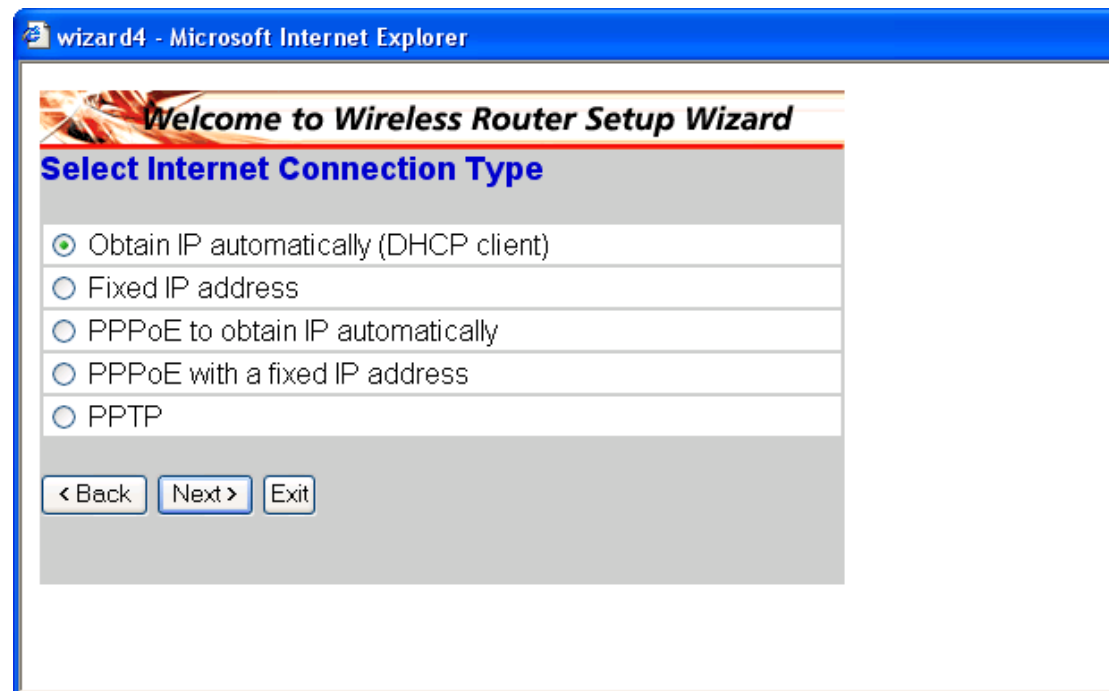 wizard4 - Microsoft Internet Explorer
Welcome to Wireless Router Setup Wizard
Select Internet Connection Type
Obtain IP automatically (DHCP client)
Fixed IP address
PPPoE to obtain IP automatically
PPPoE with a fixed IP address
PPTP
< Back Next > Exit